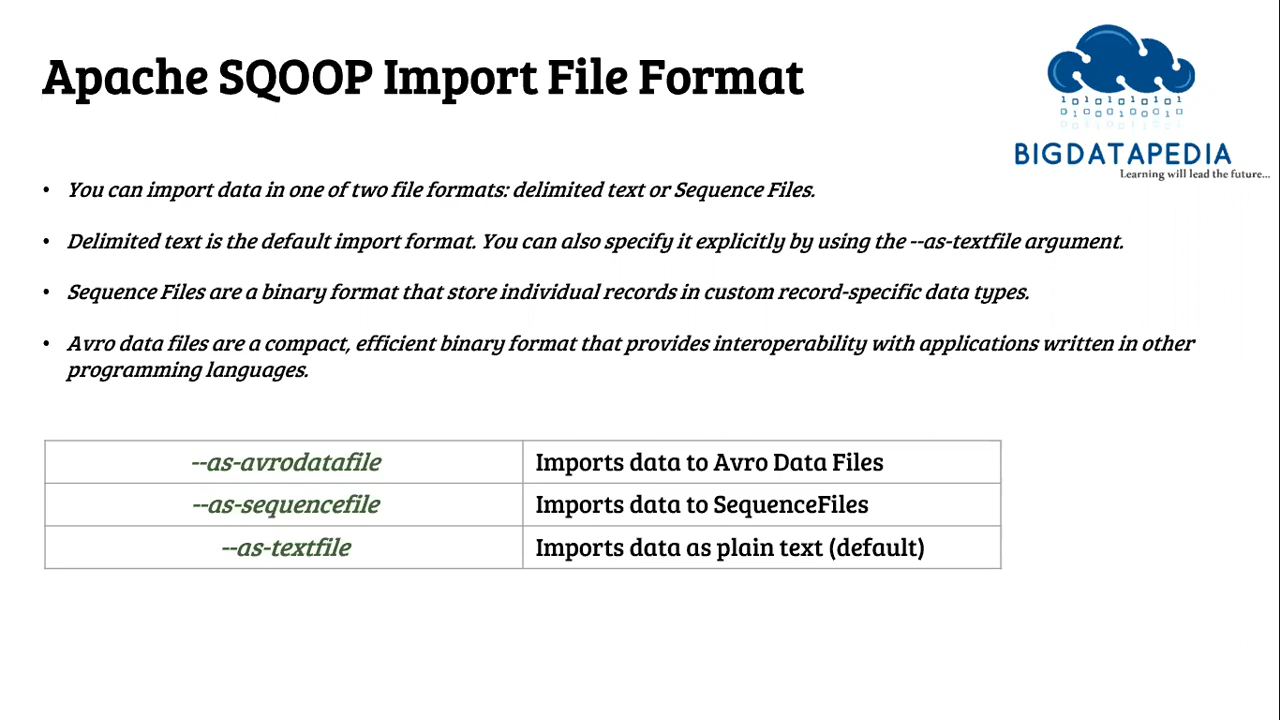 Apache SQOOP Import File Format
BIGDATAPEDIA
Learning will lead the future...
• You can import data in one of two file formats: delimited text or Sequence Files.
• Delimited text is the default import format. You can also specify it explicitly by using the --as-textfile argument.
• Sequence Files are a binary format that store individual records in custom record-specific data types.
• Avro data files are a compact, efficient binary format that provides interoperability with applications written in other
programming languages.
--as-avrodatafile Imports data to Avro Data Files
--as-sequencefile Imports data to SequenceFiles
--as-textfile Imports data as plain text (default)